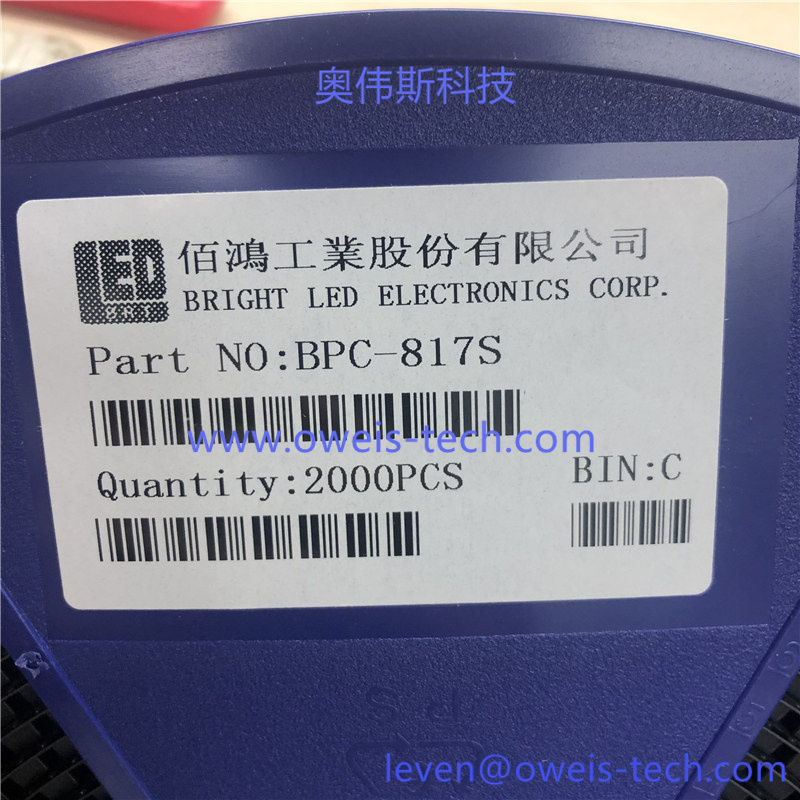 奥伟斯科技
LED
佰鴻工業股份有限公司
BRIGHT LED ELECTRONICS CORP.
Part NO:BPC-817S
www.oweis-tech.com
Quantity:2000PCS
BIN:C
leven@oweis-tech.com